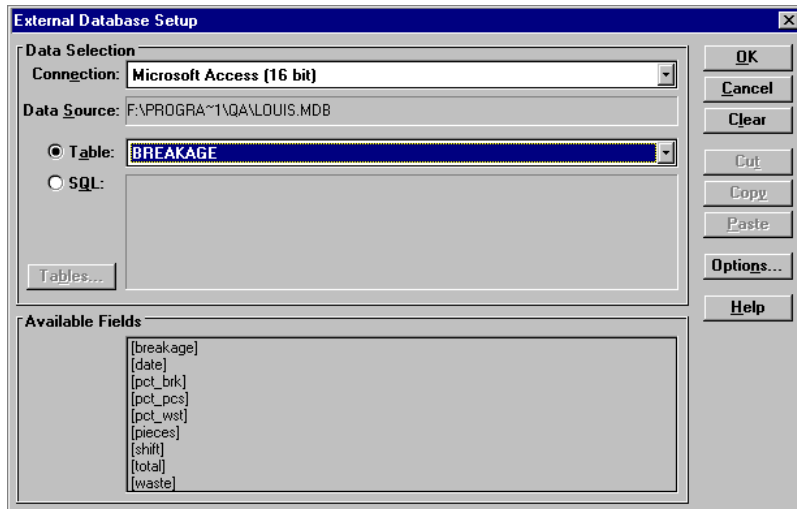 External Database Setup
Data Selection
Connection: Microsoft Access (16 bit)
Data Source: F:\PROGRA~1\QA\LOUIS.MDB
Table: BREAKAGE
SQL:
Tables...
Available Fields
[breakage]
[date]
[pct_brk]
[pct_pcs]
[pct_wst]
[pieces]
[shift]
[total]
[waste]
OK
Cancel
Clear
Cut
Copy
Paste
Options...
Help